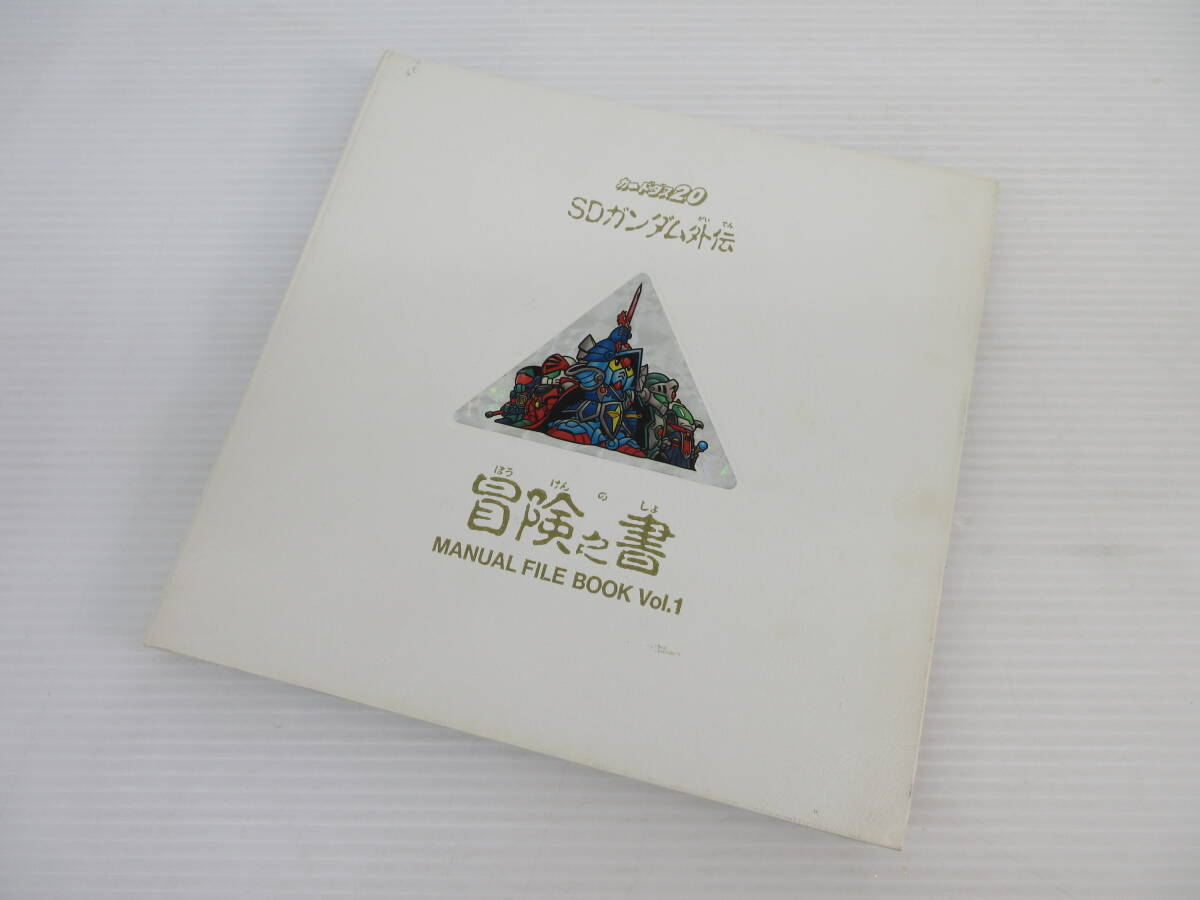 カードダス20
がい でん
SDガンダム外伝
ほう けん の しょ
冒険之書
MANUAL FILE BOOK Vol.1